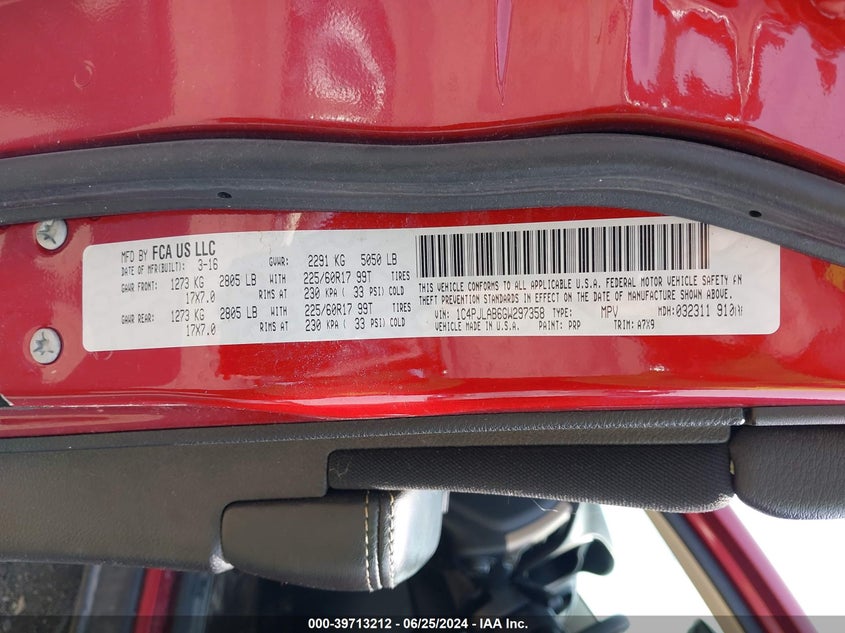 MFD BY FCA US LLC
DATE OF MFR(BUILT): 3-16
GVWR: 2291 KG 5050 LB
GAWR FRONT: 1273 KG 2805 LB WITH 225/60R17 99T TIRES
17X7.0 RIMS AT 230 KPA ( 33 PSI) COLD
GAWR REAR: 1273 KG 2805 LB WITH 225/60R17 99T TIRES
17X7.0 RIMS AT 230 KPA ( 33 PSI) COLD
THIS VEHICLE CONFORMS TO ALL APPLICABLE U.S.A. FEDERAL MOTOR VEHICLE SAFETY AN
THEFT PREVENTION STANDARDS IN EFFECT ON THE DATE OF MANUFACTURE SHOWN ABOVE.
VIN: 1C4PJLAB6GW297358 TYPE: MPV MDH:032311 910
VEHICLE MADE IN U.S.A. PAINT: PRP TRIM: A7X9
000-39713212 - 06/25/2024 - IAA Inc.